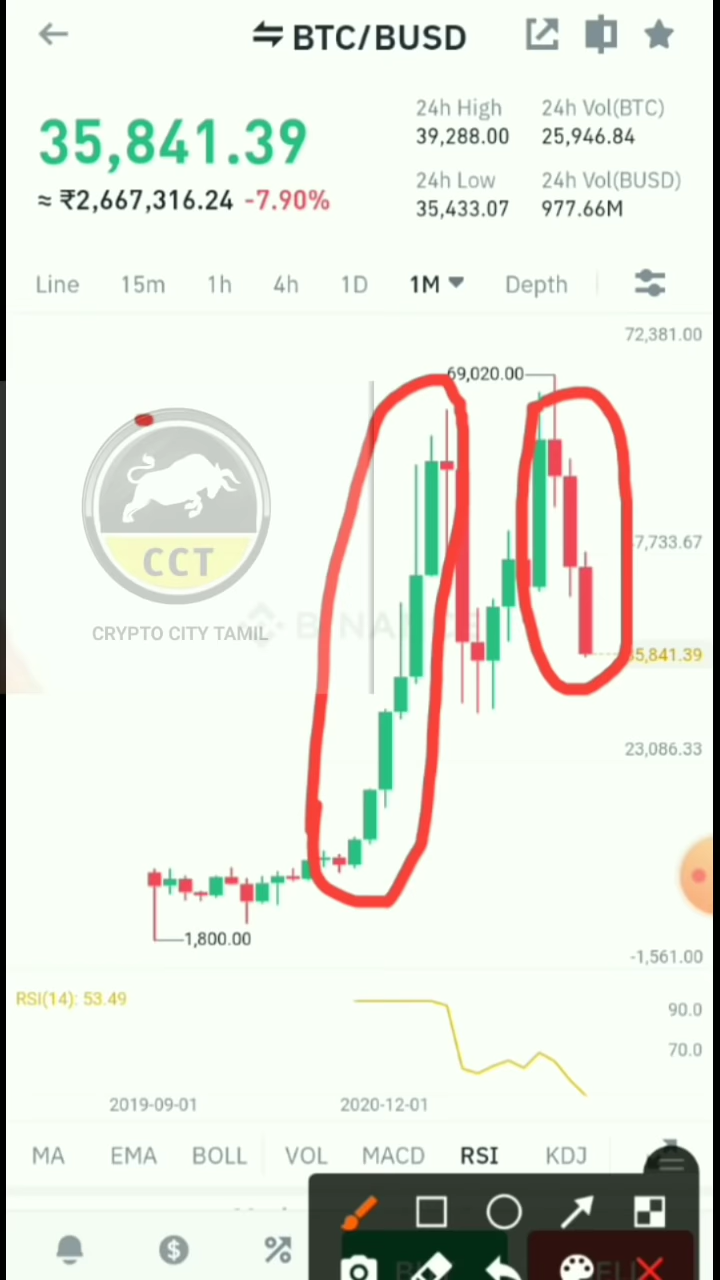 BTC/BUSD
35,841.39
≈ ₹2,667,316.24 -7.90%
24h High
39,288.00
24h Vol(BTC)
25,946.84
24h Low
35,433.07
24h Vol(BUSD)
977.66M
Line 15m 1h 4h 1D 1M Depth
72,381.00
69,020.00
7,733.67
CCT
CRYPTO CITY TAMIL
5,841.39
23,086.33
1,800.00
-1,561.00
RSI(14): 53.49
90.0
70.0
2019-09-01 2020-12-01
MA EMA BOLL VOL MACD RSI KDJ